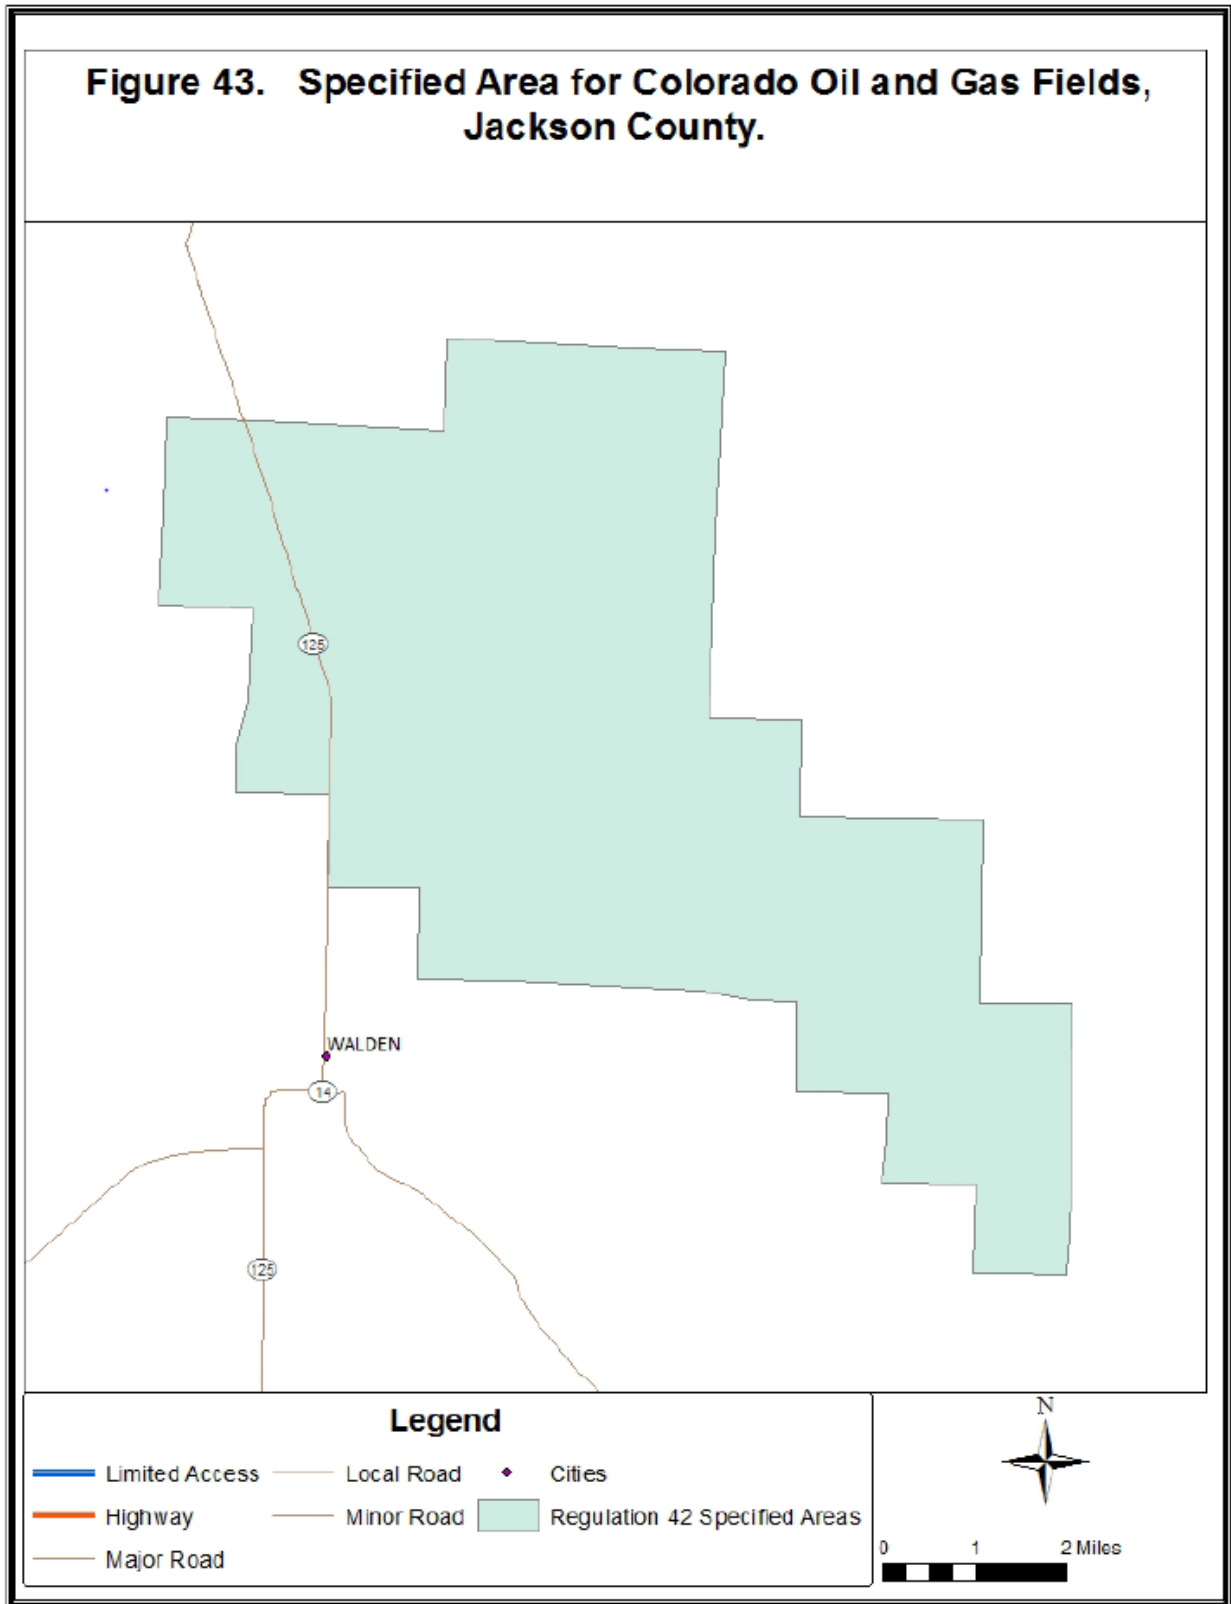 Figure 43. Specified Area for Colorado Oil and Gas Fields,
Jackson County.
125
WALDEN
14
125
Legend
Limited Access
Local Road
Cities
Highway
Minor Road
Regulation 42 Specified Areas
Major Road
N
0 1 2 Miles